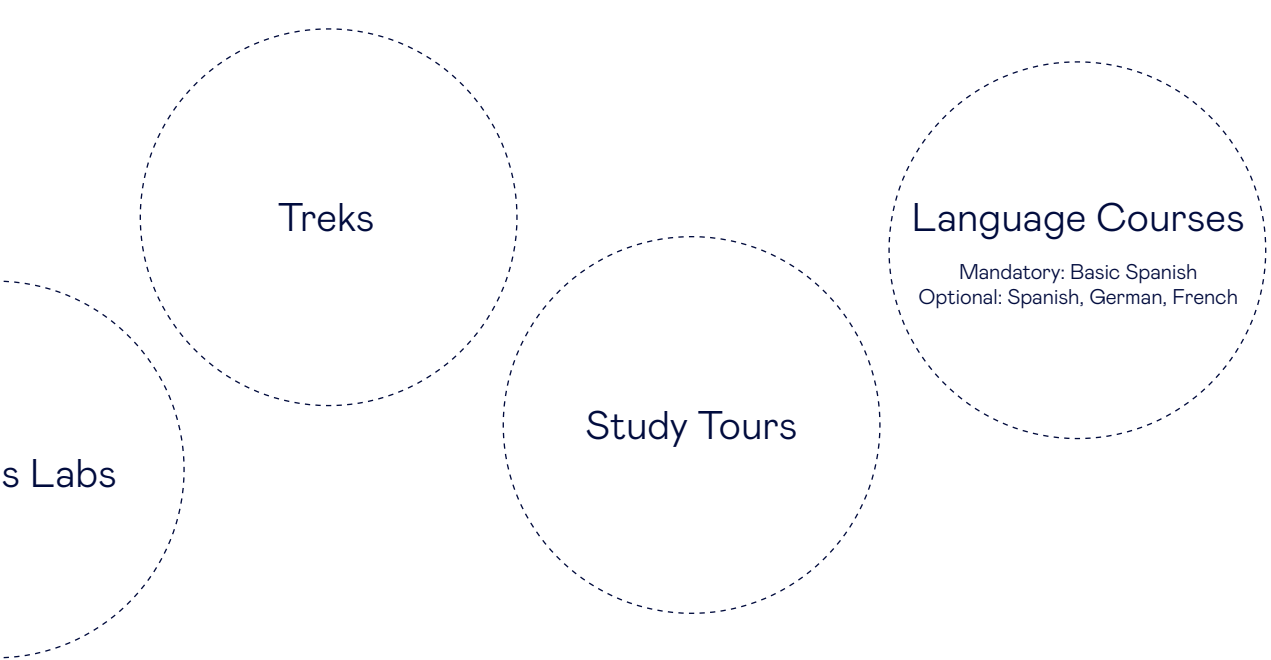 Treks
Language Courses
Mandatory: Basic Spanish
Optional: Spanish, German, French
Study Tours
s Labs